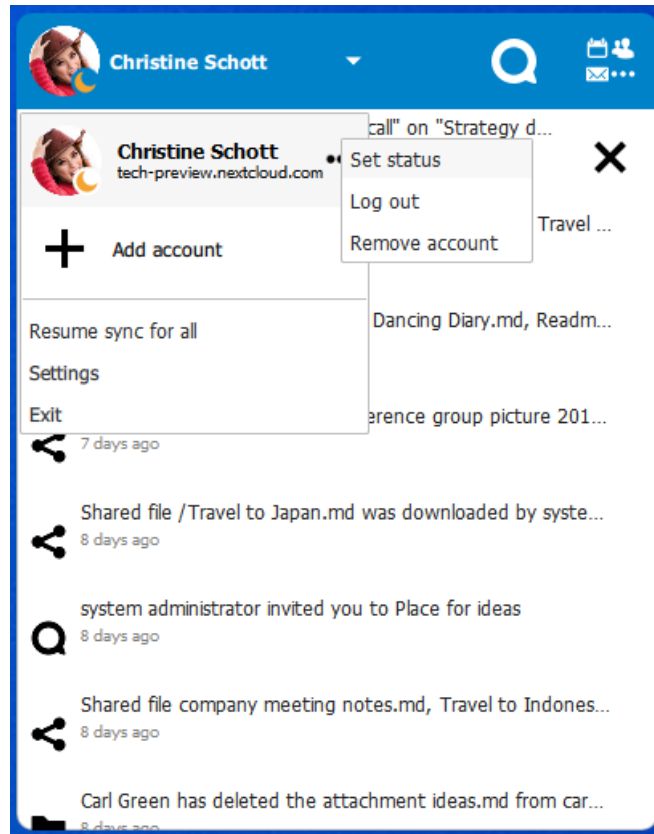 Christine Schott
call" on "Strategy d...
Christine Schott
tech-preview.nextcloud.com
Set status
Log out
Remove account
Travel ...
Add account
Dancing Diary.md, Readm...
Resume sync for all
Settings
Exit
erence group picture 201...
7 days ago
Shared file /Travel to Japan.md was downloaded by syste...
8 days ago
system administrator invited you to Place for ideas
8 days ago
Shared file company meeting notes.md, Travel to Indones...
8 days ago
Carl Green has deleted the attachment ideas.md from car...
8 days ago